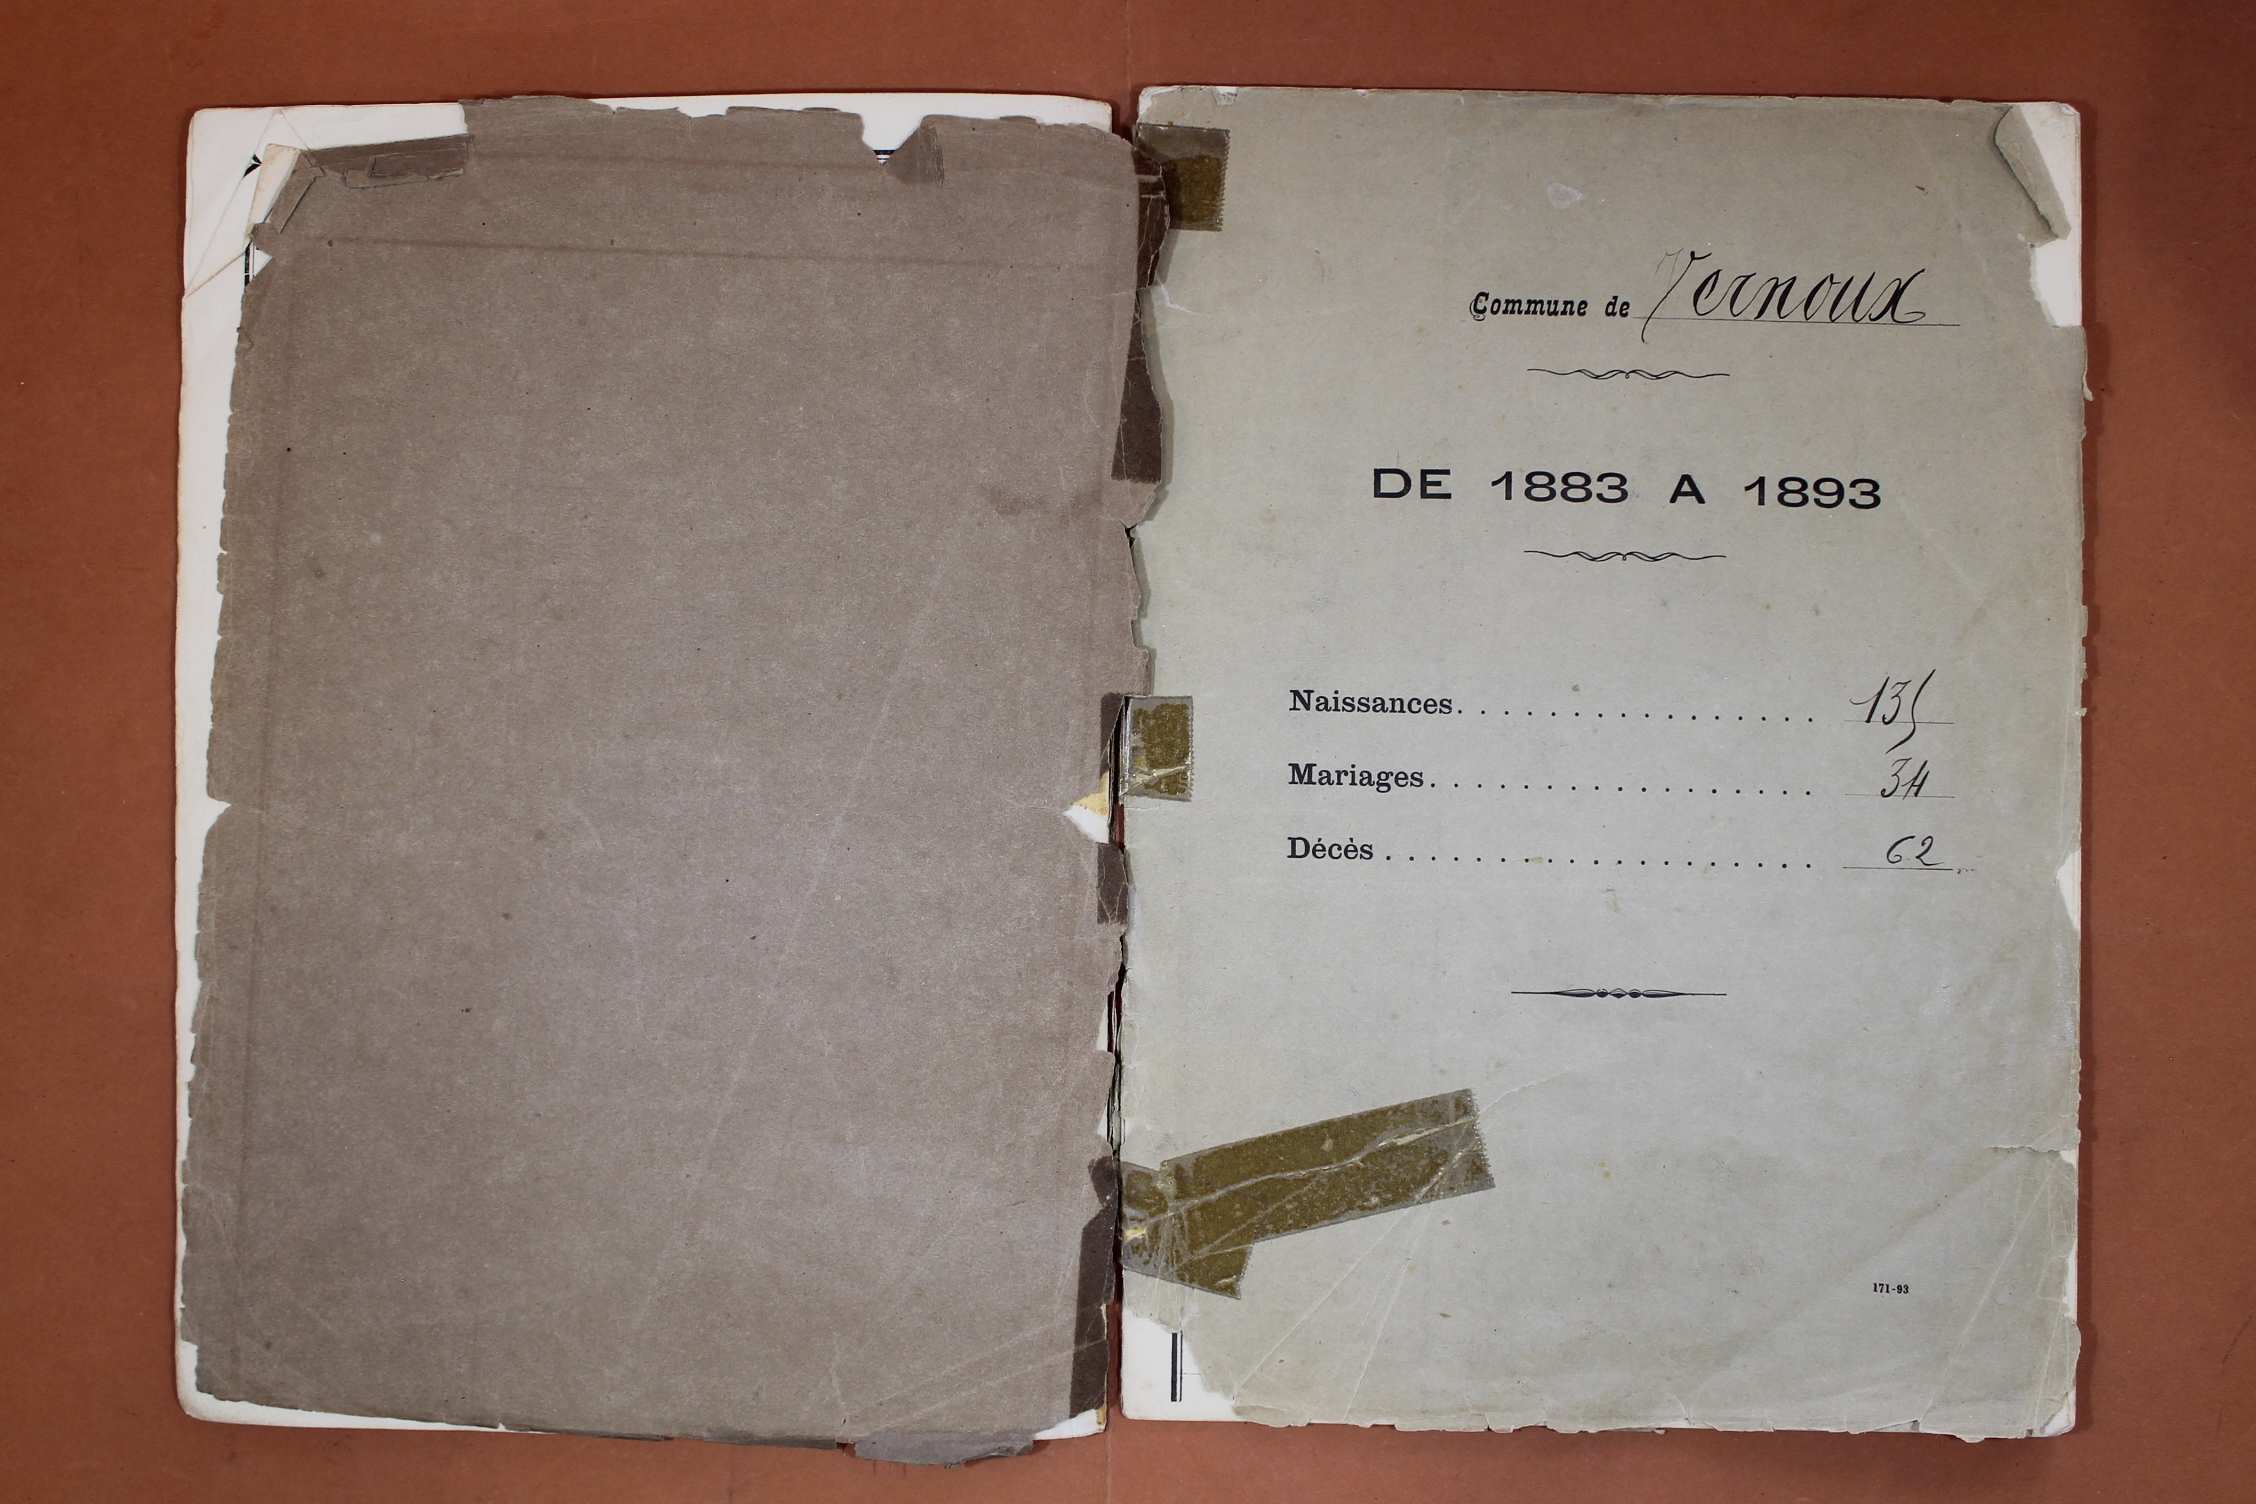 Commune de Vernoux
DE 1883 A 1893
Naissances. . . . . . . . . . . . . . . . . 135
Mariages. . . . . . . . . . . . . . . . . . 34
Décès . . . . . . . . . . . . . . . . . . . 62
171-93